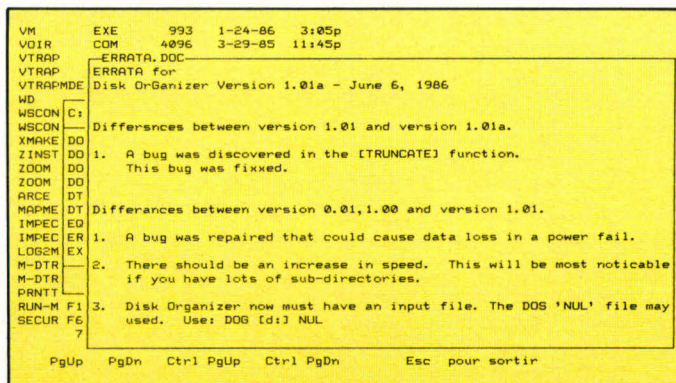 VM EXE 993 1-24-86 3:05p
VOIR COM 4096 3-29-85 11:45p
VTRAP ERRATA.DOC
VTRAP ERRATA for
VTRAPMDE Disk OrGanizer Version 1.01a - June 6, 1986
WD
WSCON C:
WSCON Differsnces between version 1.01 and version 1.01a.
XMAKE DO
ZINST DO 1. A bug was discovered in the [TRUNCATE] function.
ZOOM DO This bug was fixxed.
ZOOM DO
ARCE DT
MAPME DT Differances between version 0.01,1.00 and version 1.01.
IMPEC EQ
IMPEC ER 1. A bug was repaired that could cause data loss in a power fail.
LOG2M EX
M-DTR 2. There should be an increase in speed. This will be most noticable
M-DTR if you have lots of sub-directories.
PRNTT
RUN-M F1 3. Disk Organizer now must have an input file. The DOS 'NUL' file may
SECUR F6 used. Use: DOG [d:] NUL
7
PgUp PgDn Ctrl PgUp Ctrl PgDn Esc pour sortir